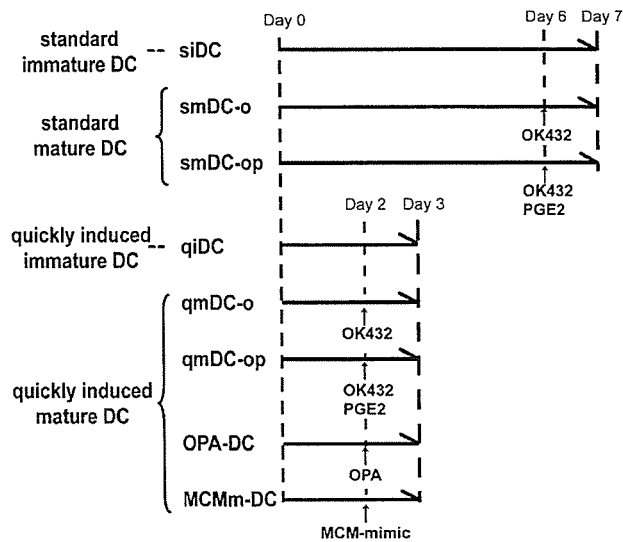 Day 0
Day 6
Day 7
standard
immature DC -- siDC
standard
mature DC
smDC-o
OK432
smDC-op
OK432
PGE2
Day 2
Day 3
quickly induced
immature DC -- qiDC
quickly induced
mature DC
qmDC-o
OK432
qmDC-op
OK432
PGE2
OPA-DC
OPA
MCMm-DC
MCM-mimic